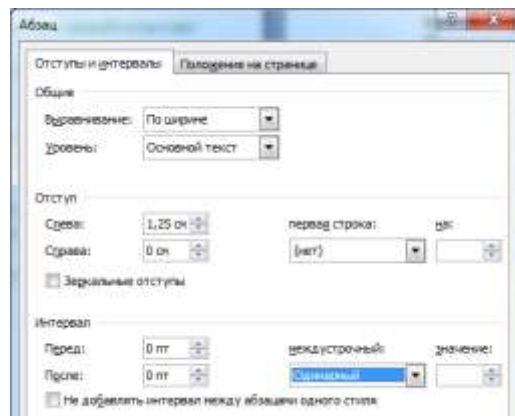 Абзац
Отступы и интервалы Положение на странице
Общие
Выравнивание: По ширине
Уровень: Основной текст
Отступ
Слева: 1,25 см первая строка: на:
Справа: 0 см (нет)
Зеркальные отступы
Интервал
Перед: 0 пт междустрочный: значение:
После: 0 пт Одинарный
Не добавлять интервал между абзацами одного стиля